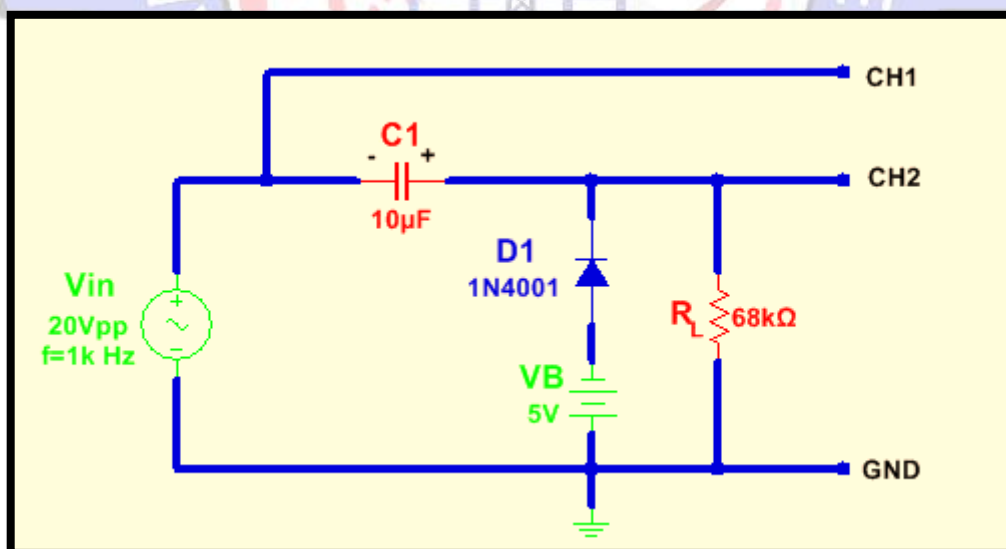 CH1
C1
- +
CH2
10µF
D1
1N4001
Vin
20Vpp
f=1k Hz
+
-
RL 68kΩ
VB
5V
GND